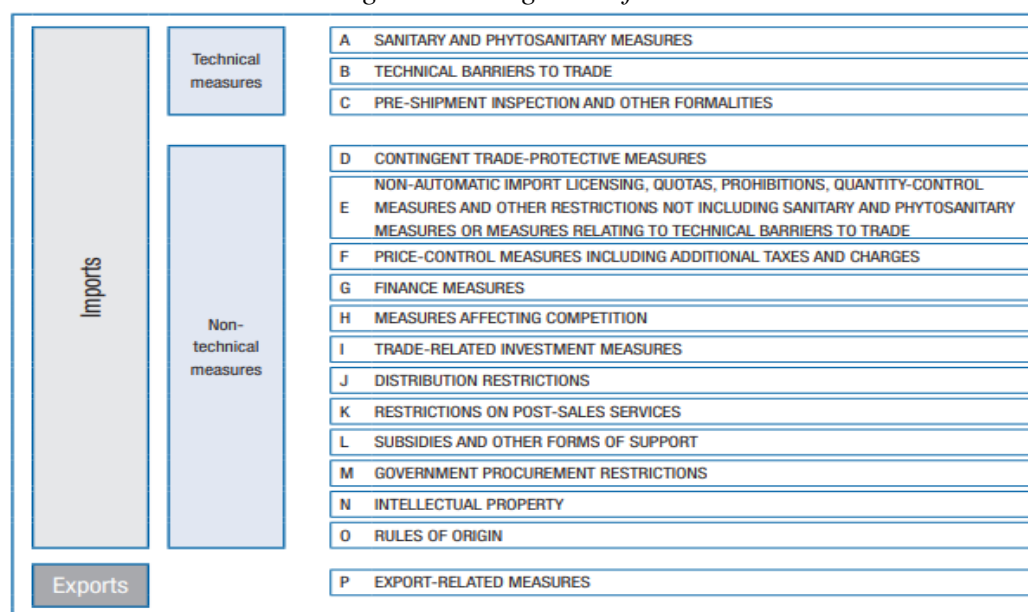 Imports
Technical
measures
A SANITARY AND PHYTOSANITARY MEASURES
B TECHNICAL BARRIERS TO TRADE
C PRE-SHIPMENT INSPECTION AND OTHER FORMALITIES
Non-
technical
measures
D CONTINGENT TRADE-PROTECTIVE MEASURES
NON-AUTOMATIC IMPORT LICENSING, QUOTAS, PROHIBITIONS, QUANTITY-CONTROL
E MEASURES AND OTHER RESTRICTIONS NOT INCLUDING SANITARY AND PHYTOSANITARY
MEASURES OR MEASURES RELATING TO TECHNICAL BARRIERS TO TRADE
F PRICE-CONTROL MEASURES INCLUDING ADDITIONAL TAXES AND CHARGES
G FINANCE MEASURES
H MEASURES AFFECTING COMPETITION
I TRADE-RELATED INVESTMENT MEASURES
J DISTRIBUTION RESTRICTIONS
K RESTRICTIONS ON POST-SALES SERVICES
L SUBSIDIES AND OTHER FORMS OF SUPPORT
M GOVERNMENT PROCUREMENT RESTRICTIONS
N INTELLECTUAL PROPERTY
O RULES OF ORIGIN
Exports
P EXPORT-RELATED MEASURES